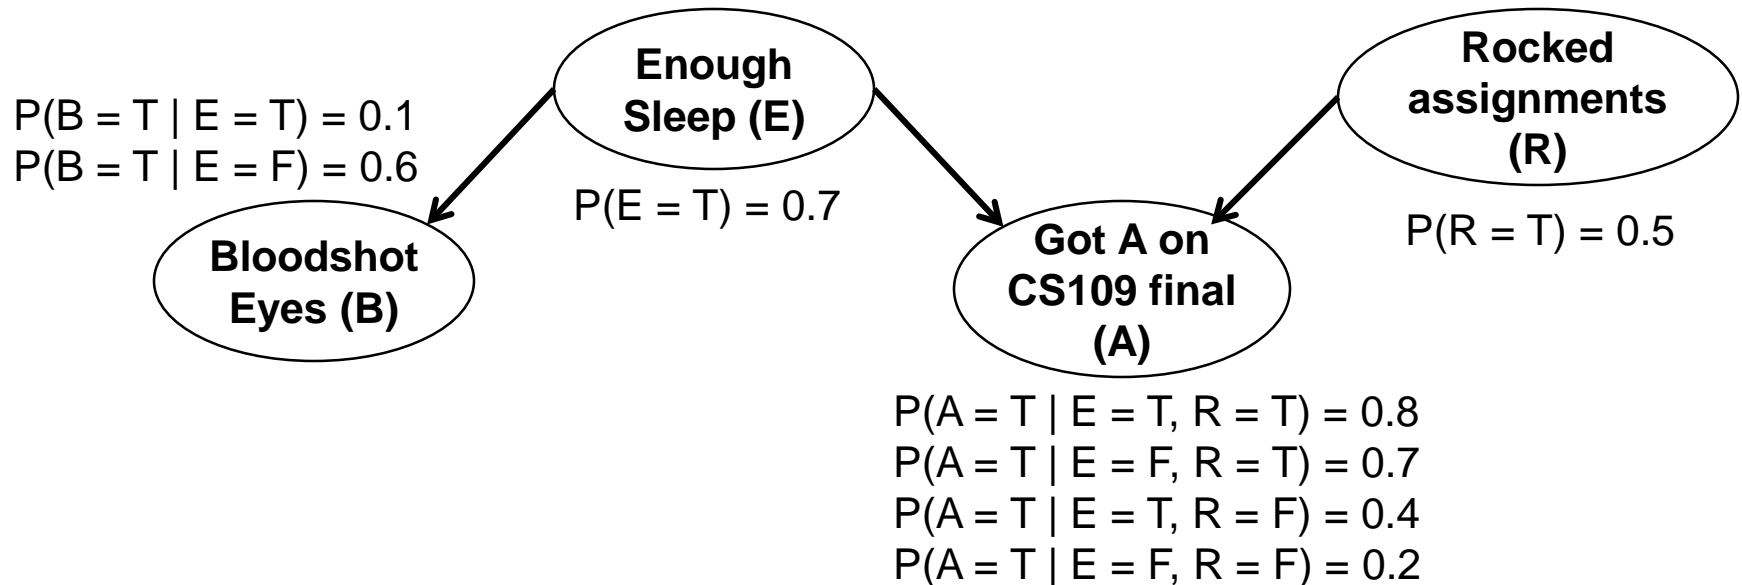 P(B = T | E = T) = 0.1
P(B = T | E = F) = 0.6
Enough
Sleep (E)
P(E = T) = 0.7
Rocked
assignments
(R)
P(R = T) = 0.5
Bloodshot
Eyes (B)
Got A on
CS109 final
(A)
P(A = T | E = T, R = T) = 0.8
P(A = T | E = F, R = T) = 0.7
P(A = T | E = T, R = F) = 0.4
P(A = T | E = F, R = F) = 0.2